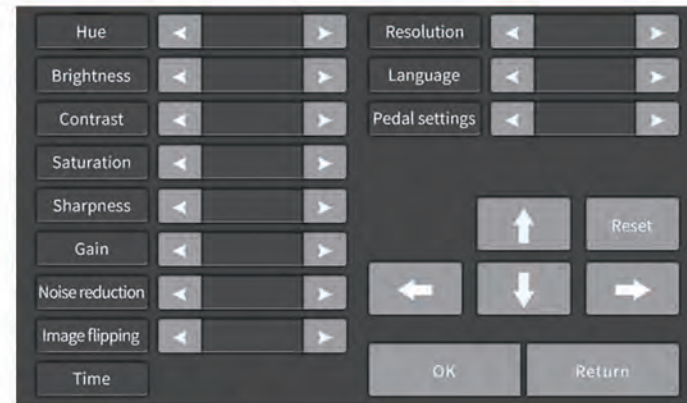 Hue
Brightness
Contrast
Saturation
Sharpness
Gain
Noise reduction
Image flipping
Time
Resolution
Language
Pedal settings
Reset
OK
Return